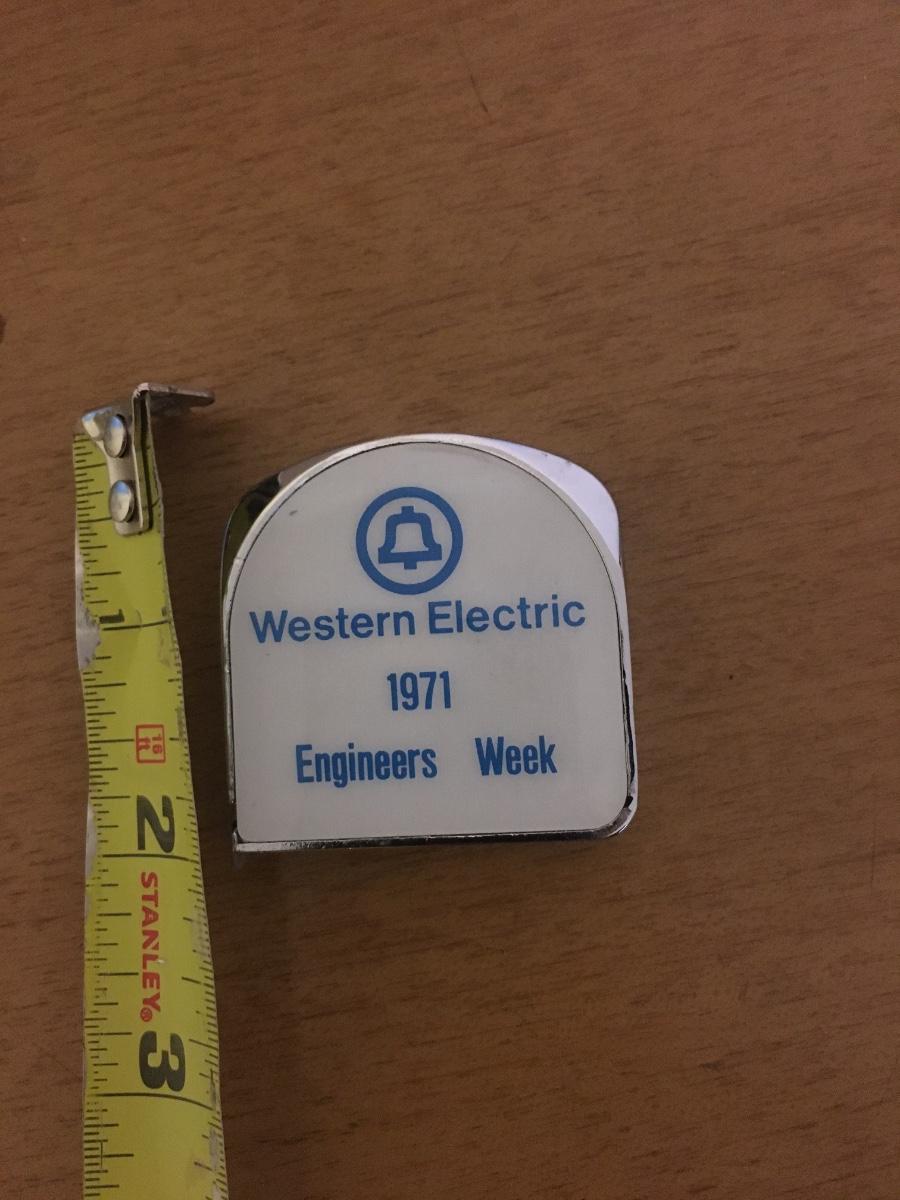 Western Electric
1971
Engineers Week
1
16
ft
2
STANLEY®
3